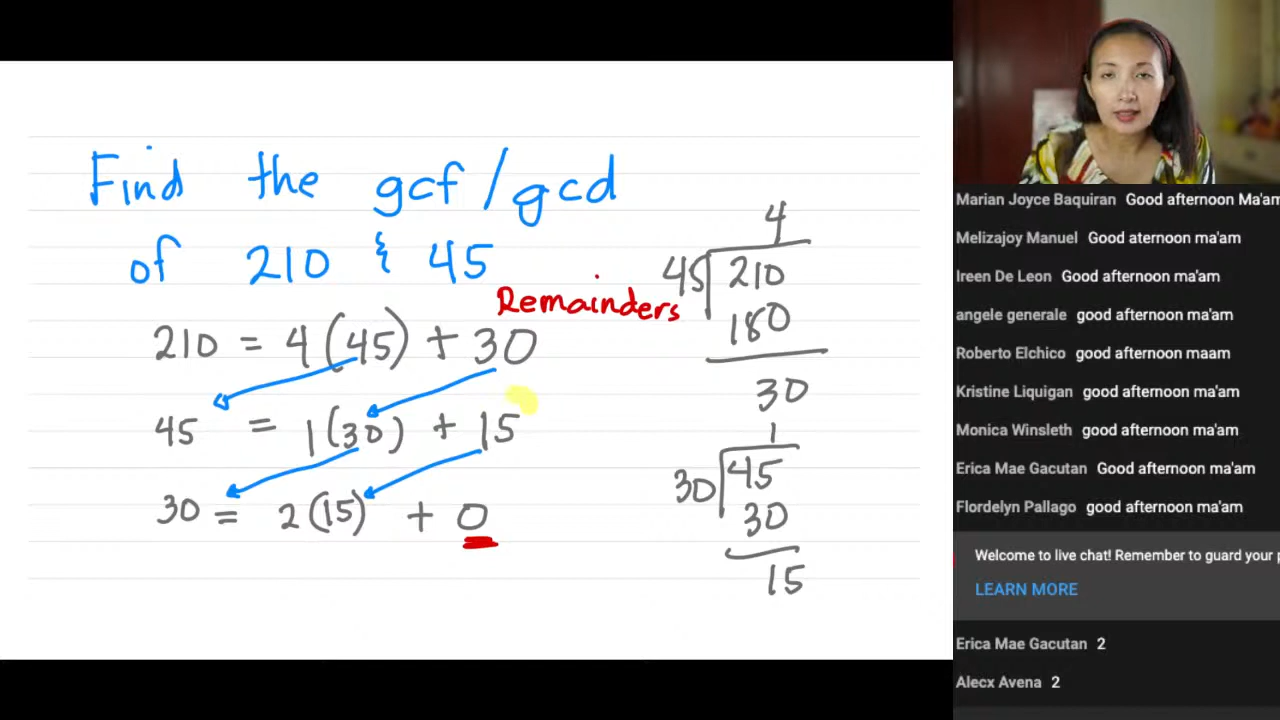 Find the gcf/gcd
of 210 & 45
Remainders
210 = 4(45) + 30
45 = 1(30) + 15
30 = 2(15) + 0
4
45 210
180
30
1
30 45
30
15
Marian Joyce Baquiran Good afternoon Ma'am
Melizajoy Manuel Good aternoon ma'am
Ireen De Leon Good afternoon ma'am
angele generale Good afternoon ma'am
Roberto Elchico good afternoon maam
Kristine Liquigan good afternoon ma'am
Monica Winsleth good afternoon ma'am
Erica Mae Gacutan Good afternoon ma'am
Flordelyn Pallago good afternoon ma'am
Welcome to live chat! Remember to guard your p
LEARN MORE
Erica Mae Gacutan 2
Alecx Avena 2